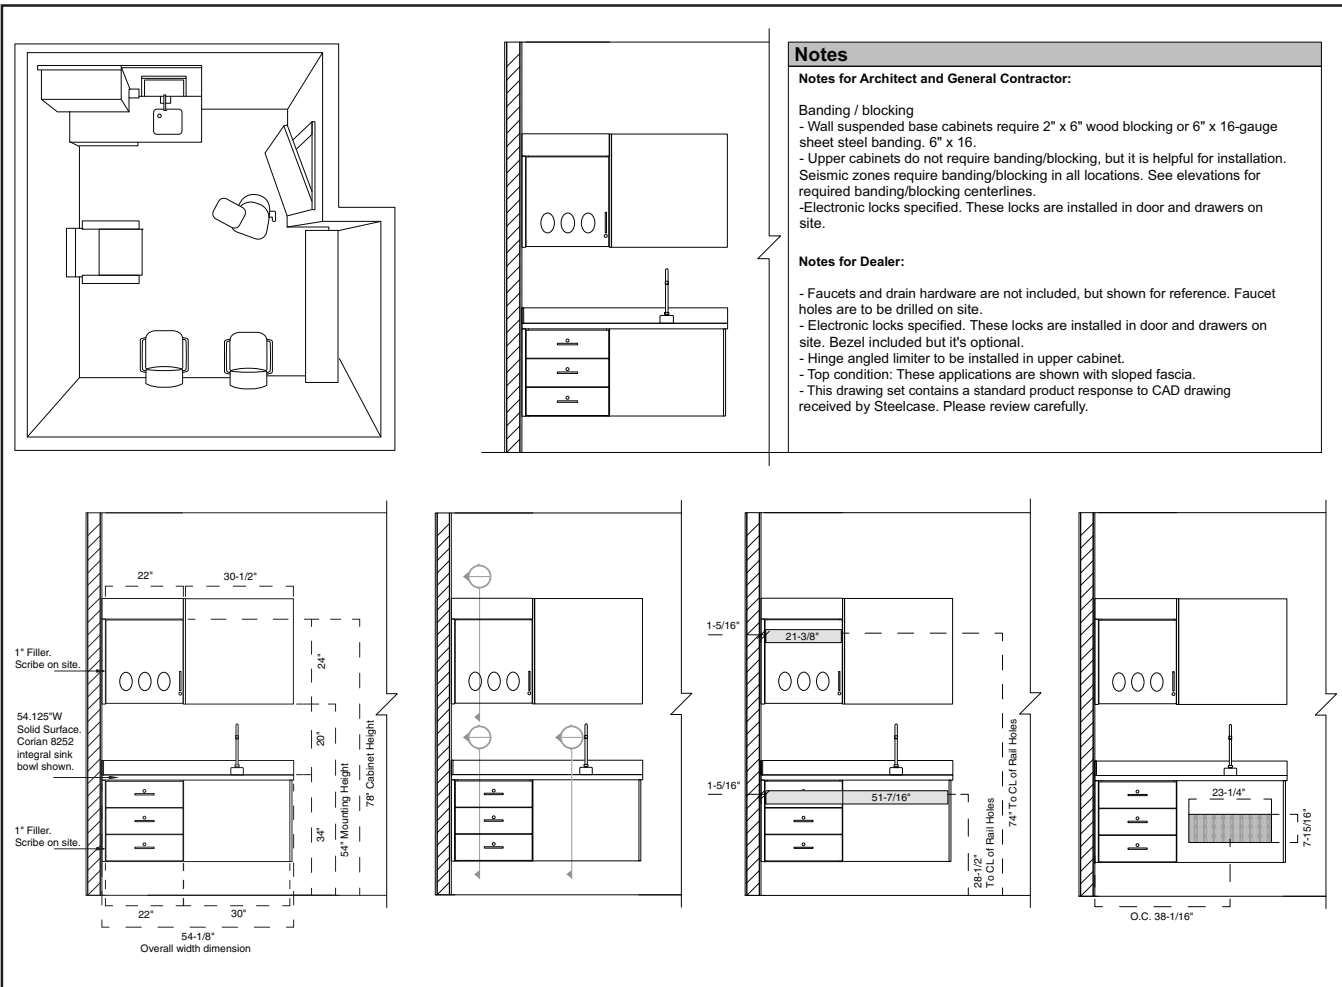 Notes
Notes for Architect and General Contractor:
Banding / blocking
- Wall suspended base cabinets require 2" x 6" wood blocking or 6" x 16-gauge
sheet steel banding. 6" x 16.
- Upper cabinets do not require banding/blocking, but it is helpful for installation.
Seismic zones require banding/blocking in all locations. See elevations for
required banding/blocking centerlines.
-Electronic locks specified. These locks are installed in door and drawers on
site.
Notes for Dealer:
- Faucets and drain hardware are not included, but shown for reference. Faucet
holes are to be drilled on site.
- Electronic locks specified. These locks are installed in door and drawers on
site. Bezel included but it's optional.
- Hinge angled limiter to be installed in upper cabinet.
- Top condition: These applications are shown with sloped fascia.
- This drawing set contains a standard product response to CAD drawing
received by Steelcase. Please review carefully.
22"
30-1/2"
1" Filler.
Scribe on site.
24"
54.125"W
Solid Surface.
Corian 8252
integral sink
bowl shown.
20"
78" Cabinet Height
54" Mounting Height
34"
1" Filler.
Scribe on site.
22"
30"
54-1/8"
Overall width dimension
1-5/16"
21-3/8"
1-5/16"
51-7/16"
74" To CL of Rail Holes
28-1/2"
To CL of Rail Holes
23-1/4"
7-15/16"
O.C. 38-1/16"